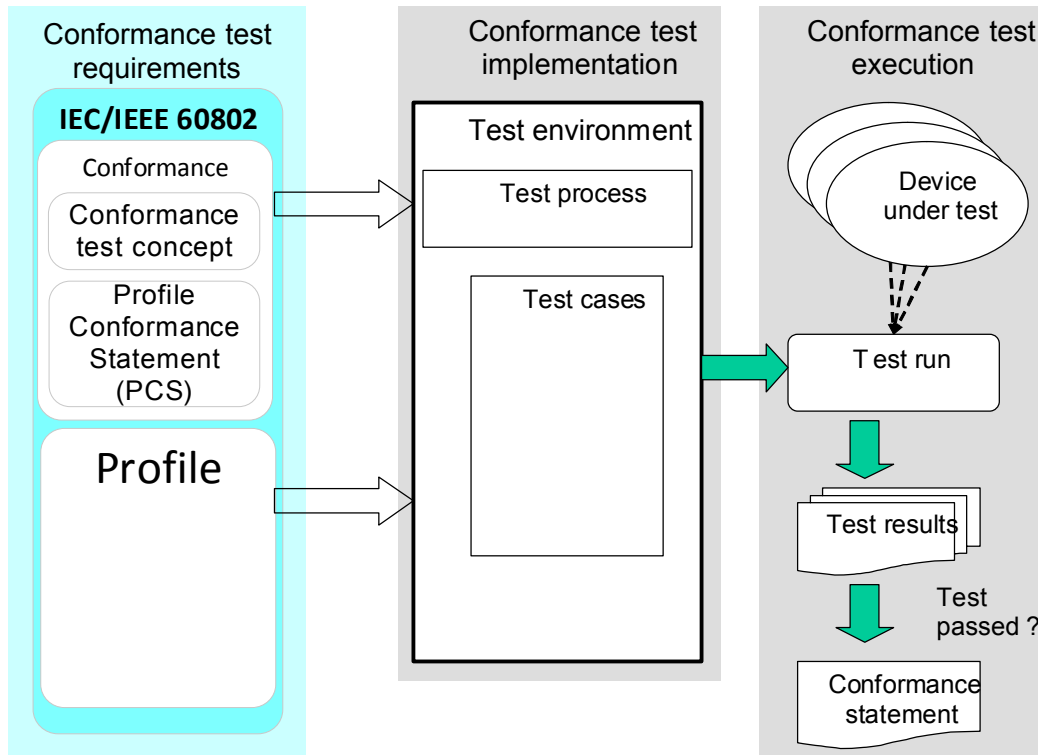 Conformance test
requirements
IEC/IEEE 60802
Conformance
Conformance
test concept
Profile
Conformance
Statement
(PCS)
Profile
Conformance test
implementation
Test environment
Test process
Test cases
Conformance test
execution
Device
under test
Test run
Test results
Test
passed ?
Conformance
statement